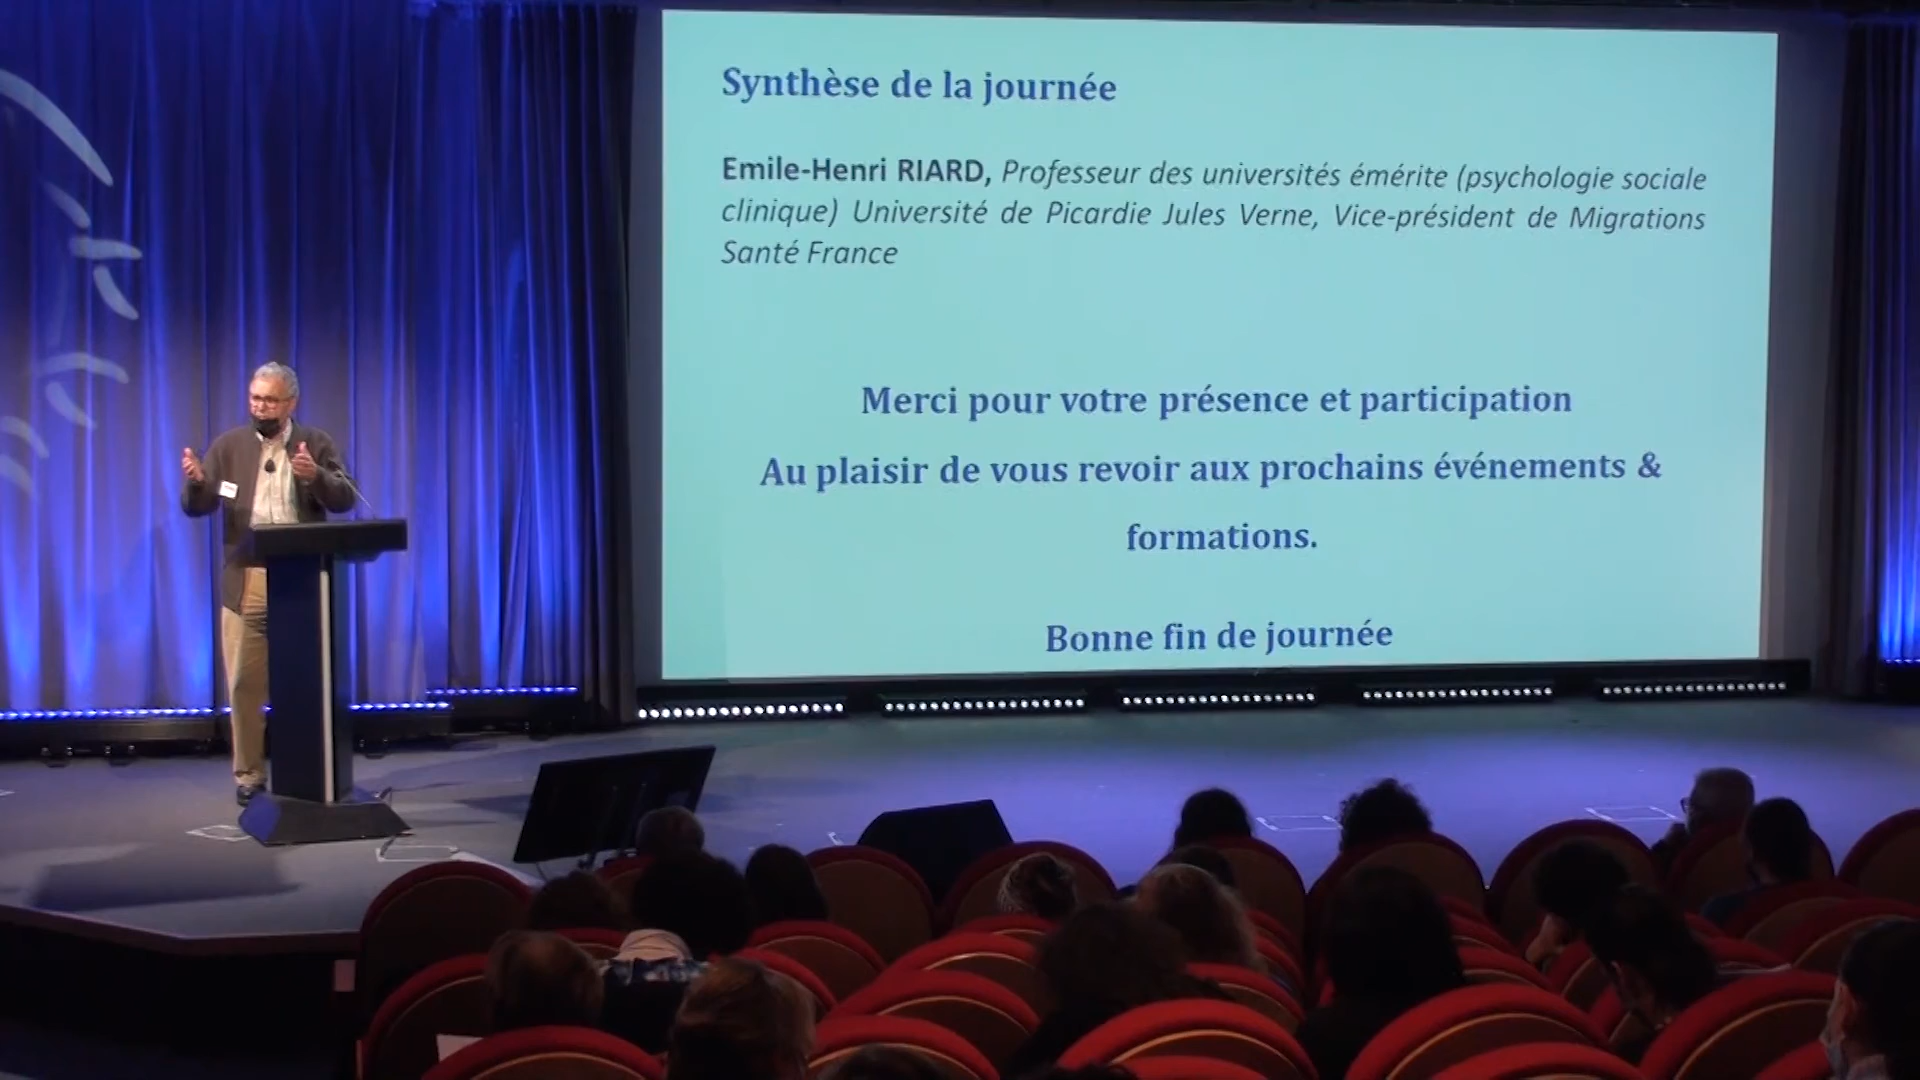 Synthèse de la journée
Emile-Henri RIARD, Professeur des universités émérite (psychologie sociale
clinique) Université de Picardie Jules Verne, Vice-président de Migrations
Santé France
Merci pour votre présence et participation
Au plaisir de vous revoir aux prochains événements &
formations.
Bonne fin de journée